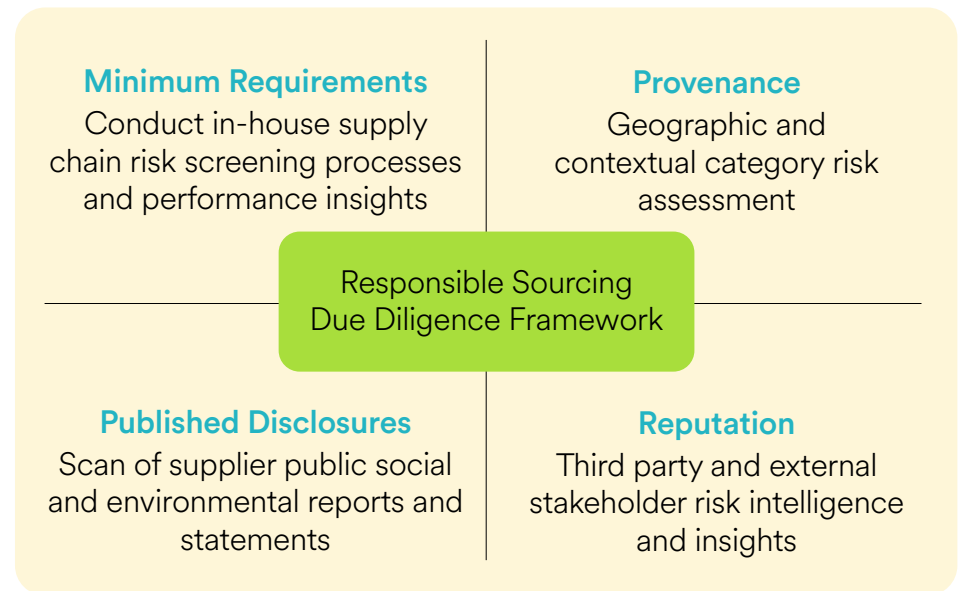 Minimum Requirements
Conduct in-house supply
chain risk screening processes
and performance insights
Provenance
Geographic and
contextual category risk
assessment
Responsible Sourcing
Due Diligence Framework
Published Disclosures
Scan of supplier public social
and environmental reports and
statements
Reputation
Third party and external
stakeholder risk intelligence
and insights